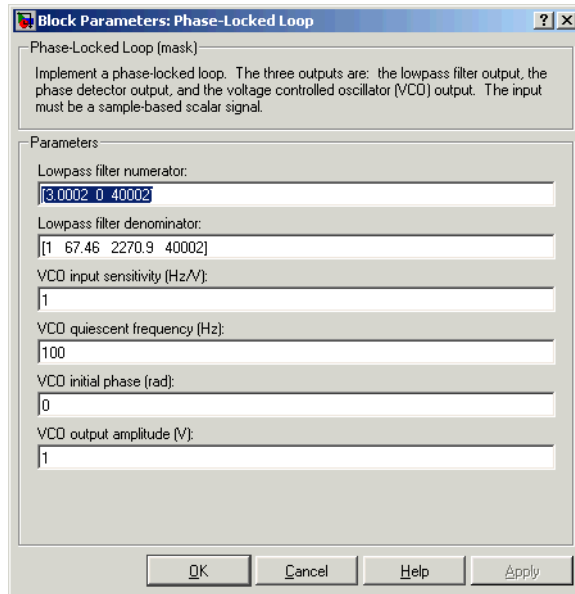 Block Parameters: Phase-Locked Loop
? X
Phase-Locked Loop (mask)
Implement a phase-locked loop. The three outputs are: the lowpass filter output, the
phase detector output, and the voltage controlled oscillator (VCO) output. The input
must be a sample-based scalar signal.
Parameters
Lowpass filter numerator:
[3.0002 0 40002]
Lowpass filter denominator:
[1 67.46 2270.9 40002]
VCO input sensitivity (Hz/V):
1
VCO quiescent frequency (Hz):
100
VCO initial phase (rad):
0
VCO output amplitude (V):
1
OK Cancel Help Apply